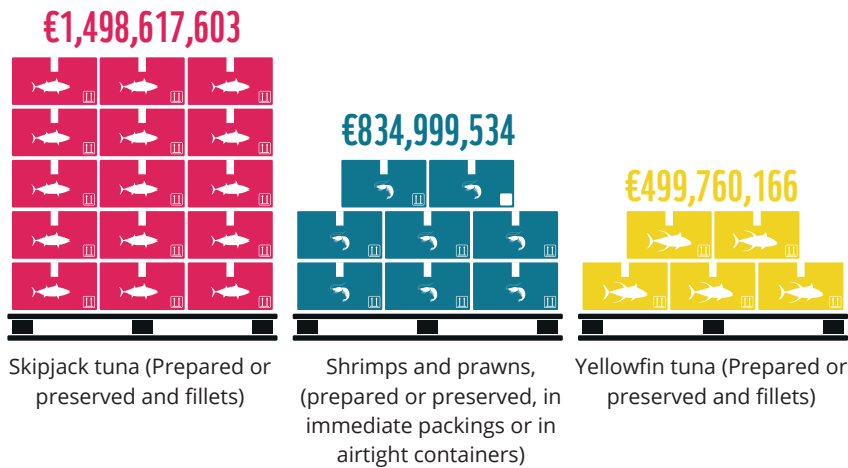 €1,498,617,603
€834,999,534
€499,760,166
Skipjack tuna (Prepared or
preserved and fillets)
Shrimps and prawns,
(prepared or preserved, in
immediate packings or in
airtight containers)
Yellowfin tuna (Prepared or
preserved and fillets)